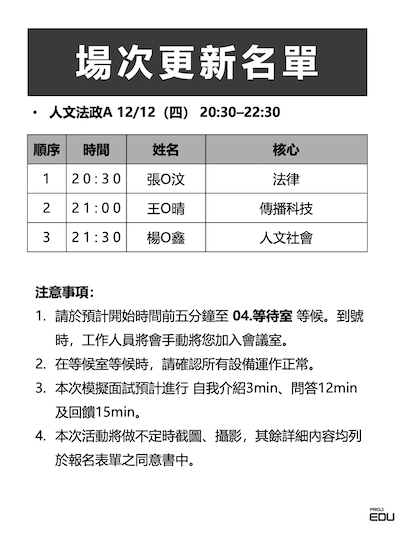 場次更新名單
• 人文法政A 12/12（四） 20:30–22:30
順序 時間 姓名 核心
1 20:30 張O汶 法律
2 21:00 王O晴 傳播科技
3 21:30 楊O鑫 人文社會
注意事項：
1. 請於預計開始時間前五分鐘至 04.等待室 等候。到號
時，工作人員將會手動將您加入會議室。
2. 在等候室等候時，請確認所有設備運作正常。
3. 本次模擬面試預計進行 自我介紹3min、問答12min
及回饋15min。
4. 本次活動將做不定時截圖、攝影，其餘詳細內容均列
於報名表單之同意書中。
EDU